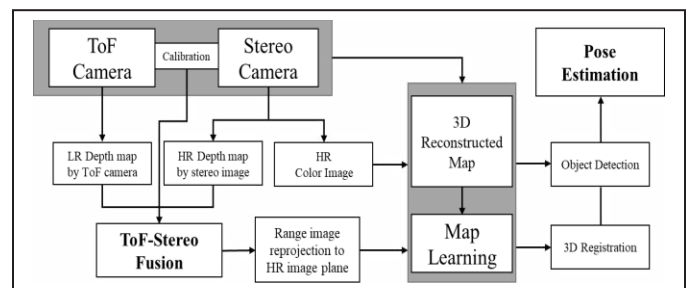 ToF
Camera
Calibration
Stereo
Camera
Pose
Estimation
LR Depth map
by ToF camera
HR Depth map
by stereo image
HR
Color Image
3D
Reconstructed
Map
Object Detection
ToF-Stereo
Fusion
Range image
reprojection to
HR image plane
Map
Learning
3D Registration